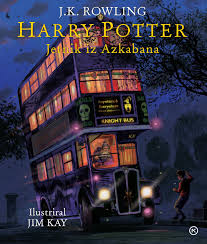 J.K. ROWLING
HARRY POTTER
Jetnik iz Azkabana
KNIGHT BUS
Ilustriral
JIM KAY